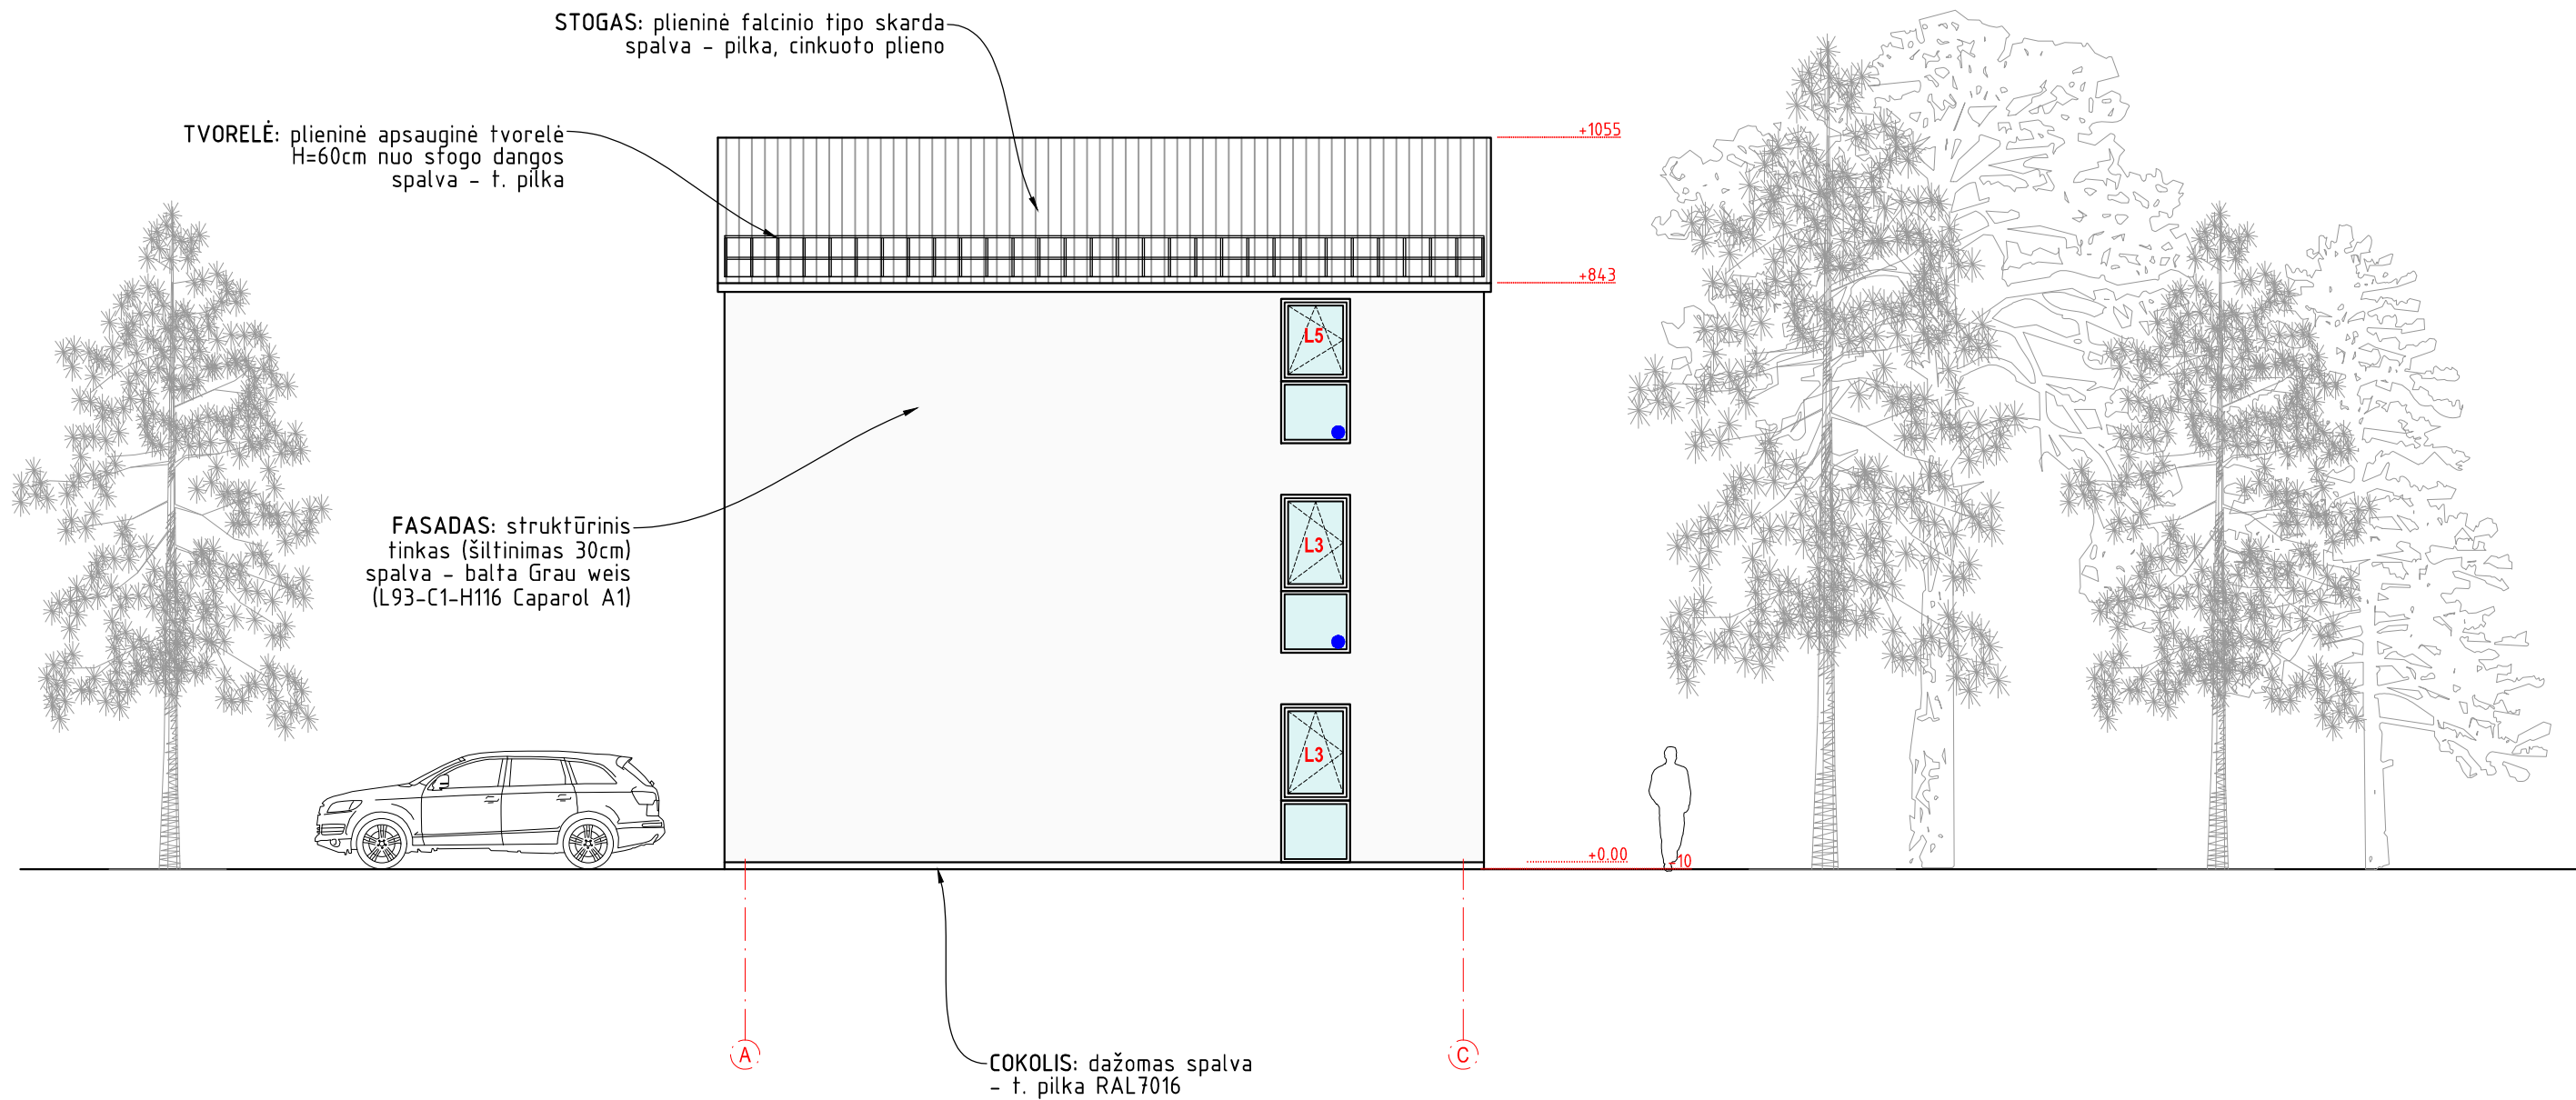 STOGAS: plieninė falcinio tipo skarda
spalva - pilka, cinkuoto plieno
TVORELĖ: plieninė apsauginė tvorelė
H=60cm nuo stogo dangos
spalva - t. pilka
+1055
+843
L5
FASADAS: struktūrinis
tinkas (šiltinimas 30cm)
spalva - balta Grau weis
(L93-C1-H116 Caparol A1)
L3
L3
+0.00
-10
A
C
COKOLIS: dažomas spalva
- t. pilka RAL7016